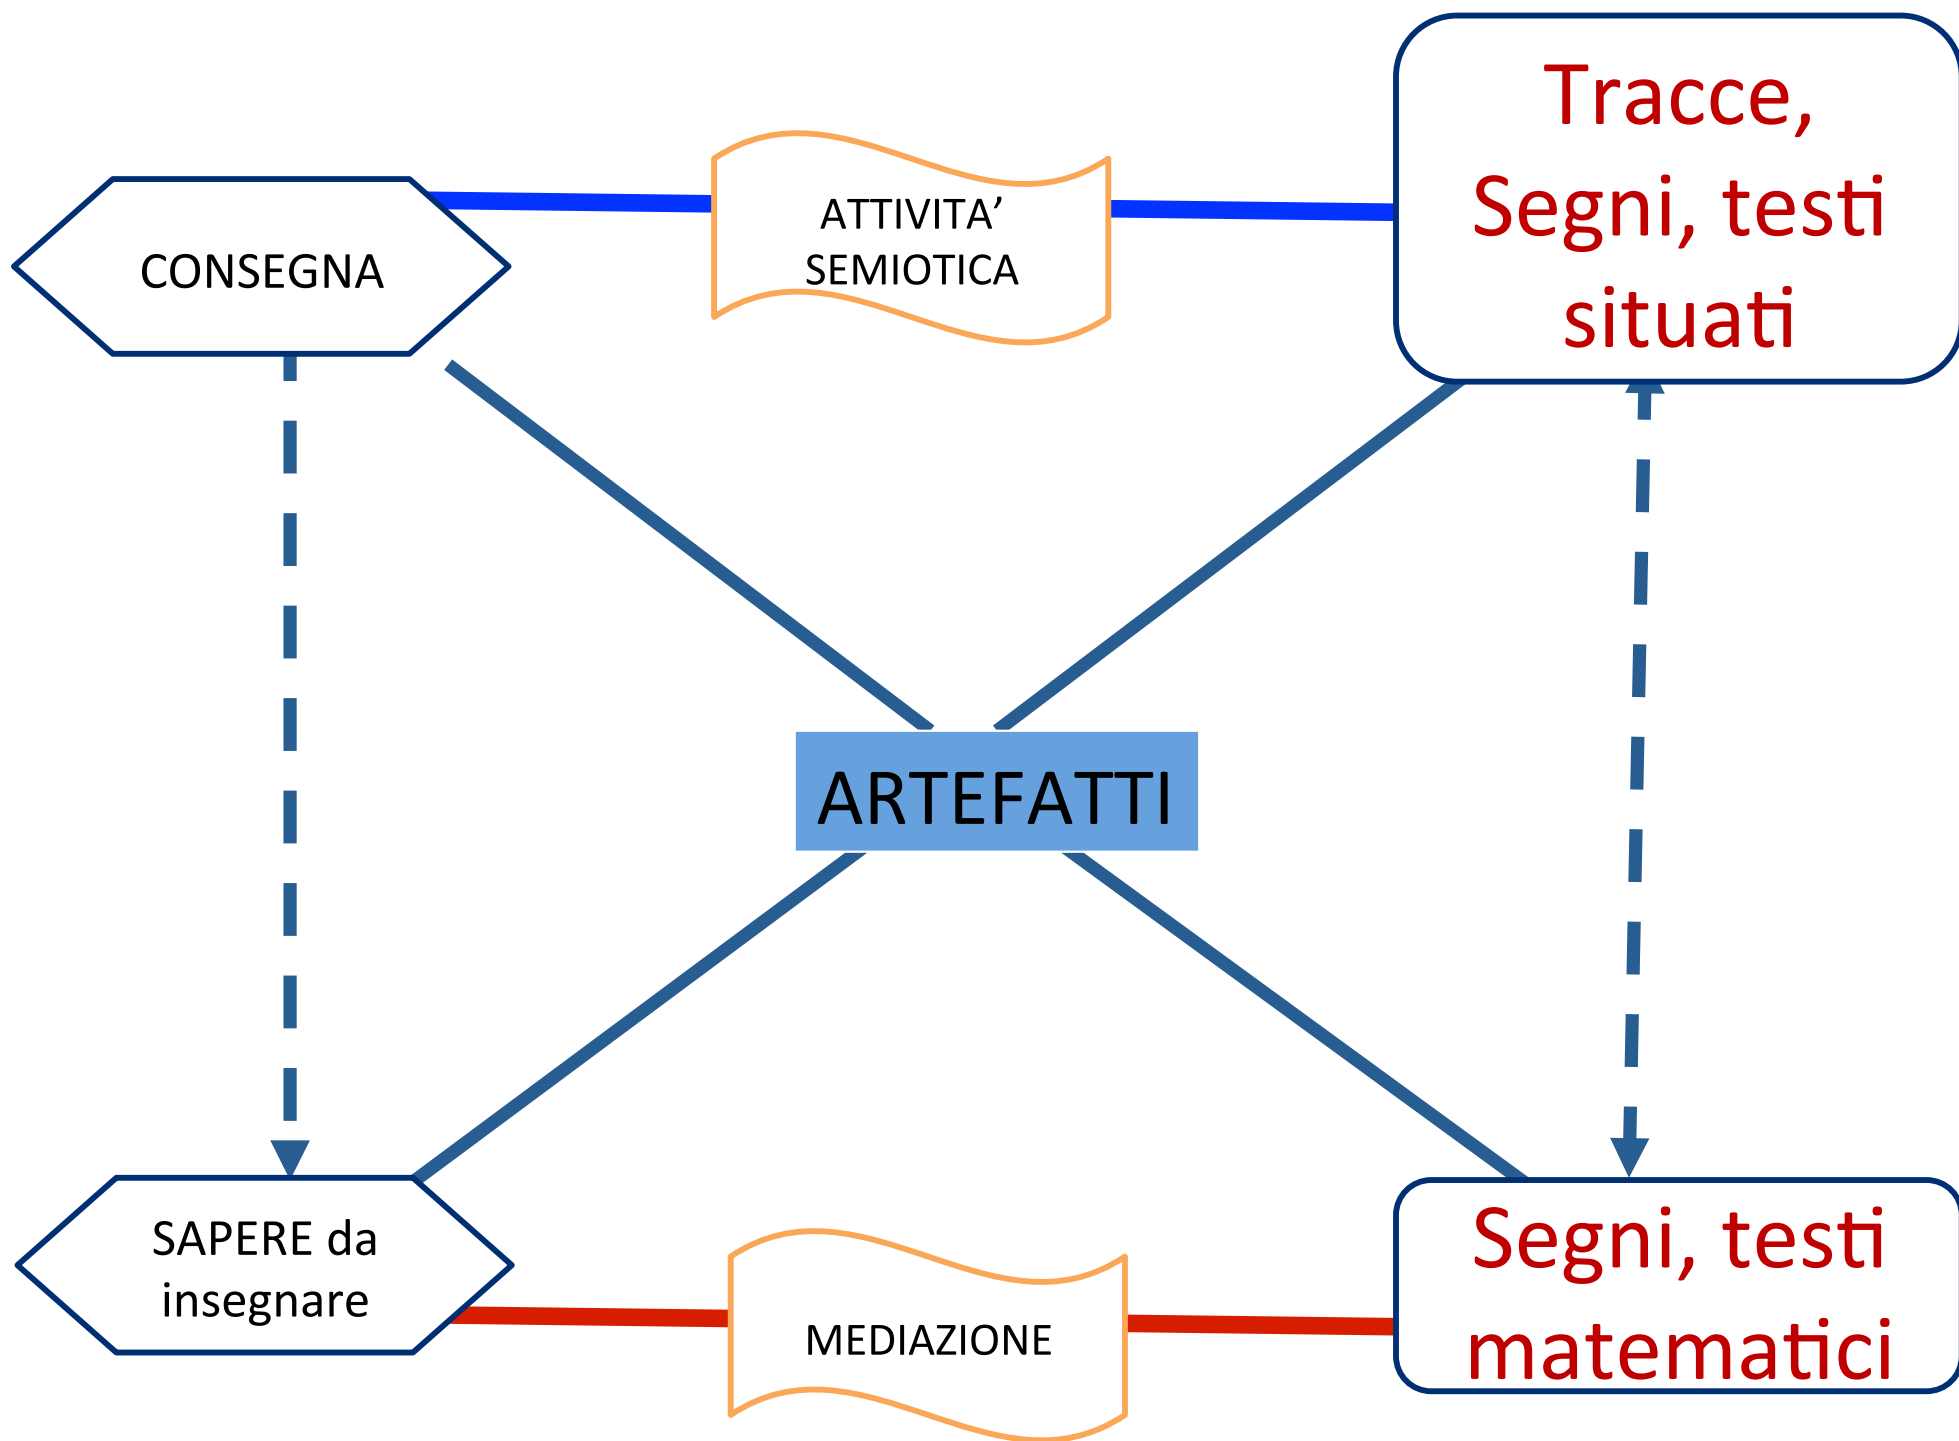 Tracce,
Segni, testi
situati
ATTIVITA’
SEMIOTICA
CONSEGNA
ARTEFATTI
SAPERE da
insegnare
MEDIAZIONE
Segni, testi
matematici